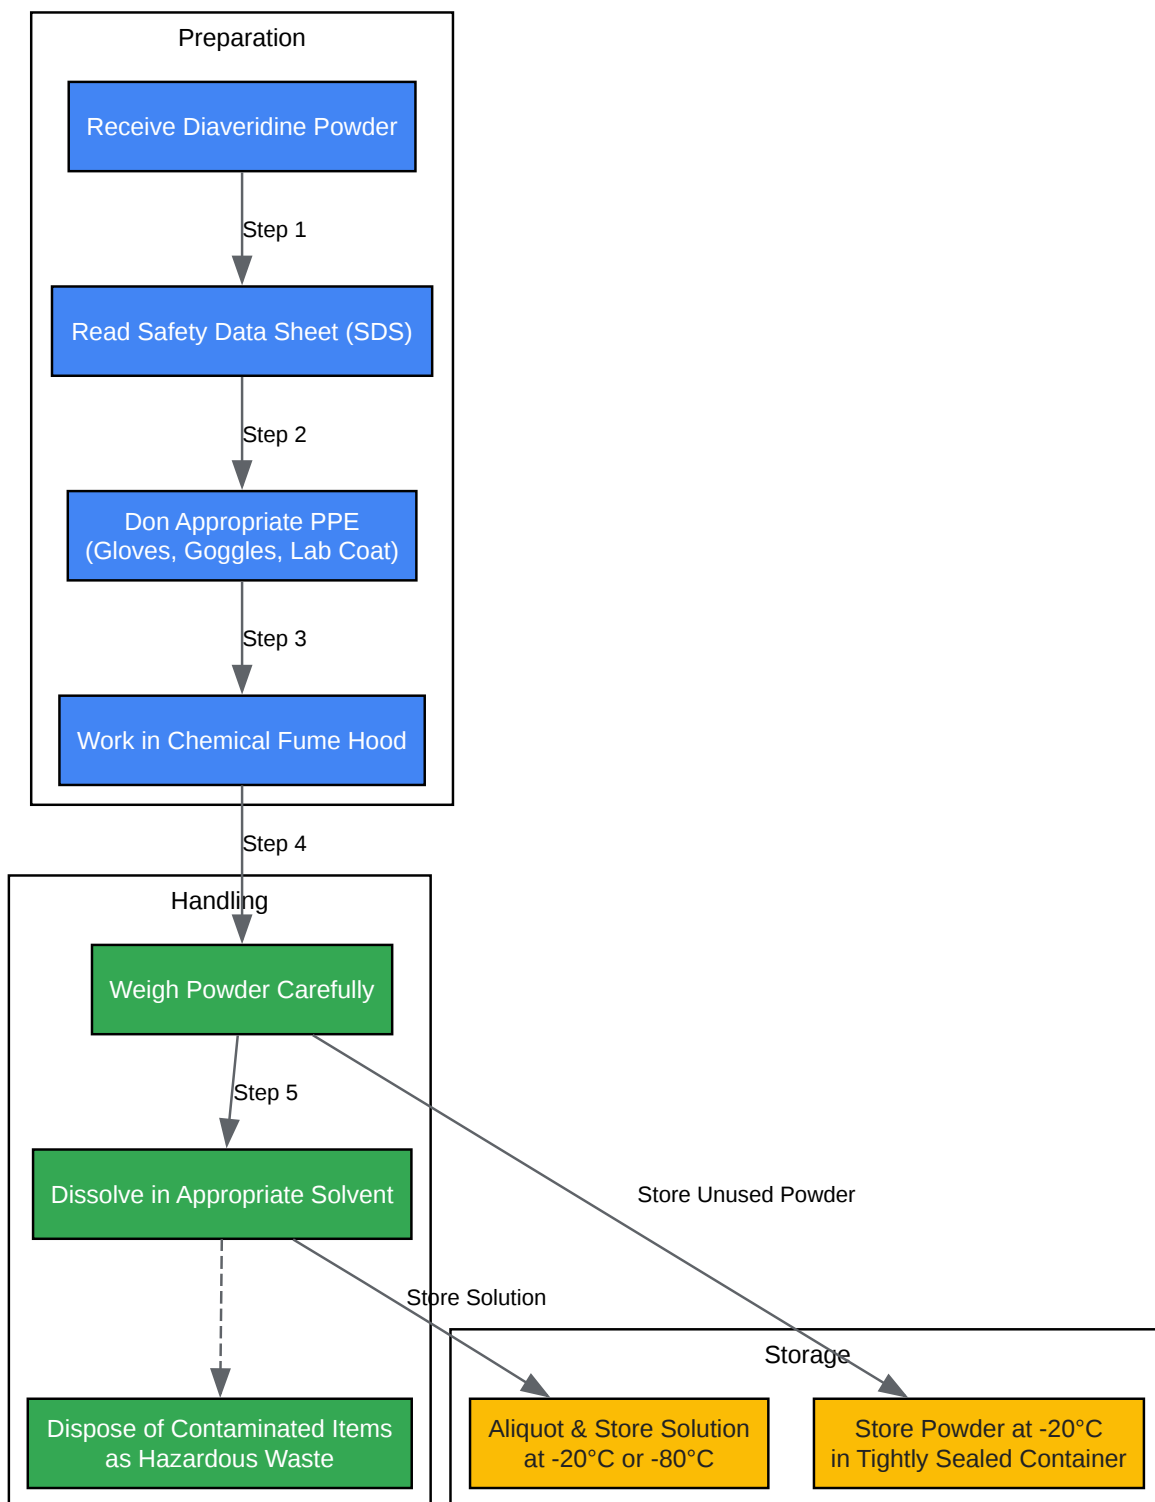 Preparation
Receive Diaveridine Powder
Step 1
Read Safety Data Sheet (SDS)
Step 2
Don Appropriate PPE
(Gloves, Goggles, Lab Coat)
Step 3
Work in Chemical Fume Hood
Step 4
Handling
Weigh Powder Carefully
Step 5
Dissolve in Appropriate Solvent
Store Unused Powder
Store Solution
Storage
Dispose of Contaminated Items
as Hazardous Waste
Aliquot & Store Solution
at -20°C or -80°C
Store Powder at -20°C
in Tightly Sealed Container